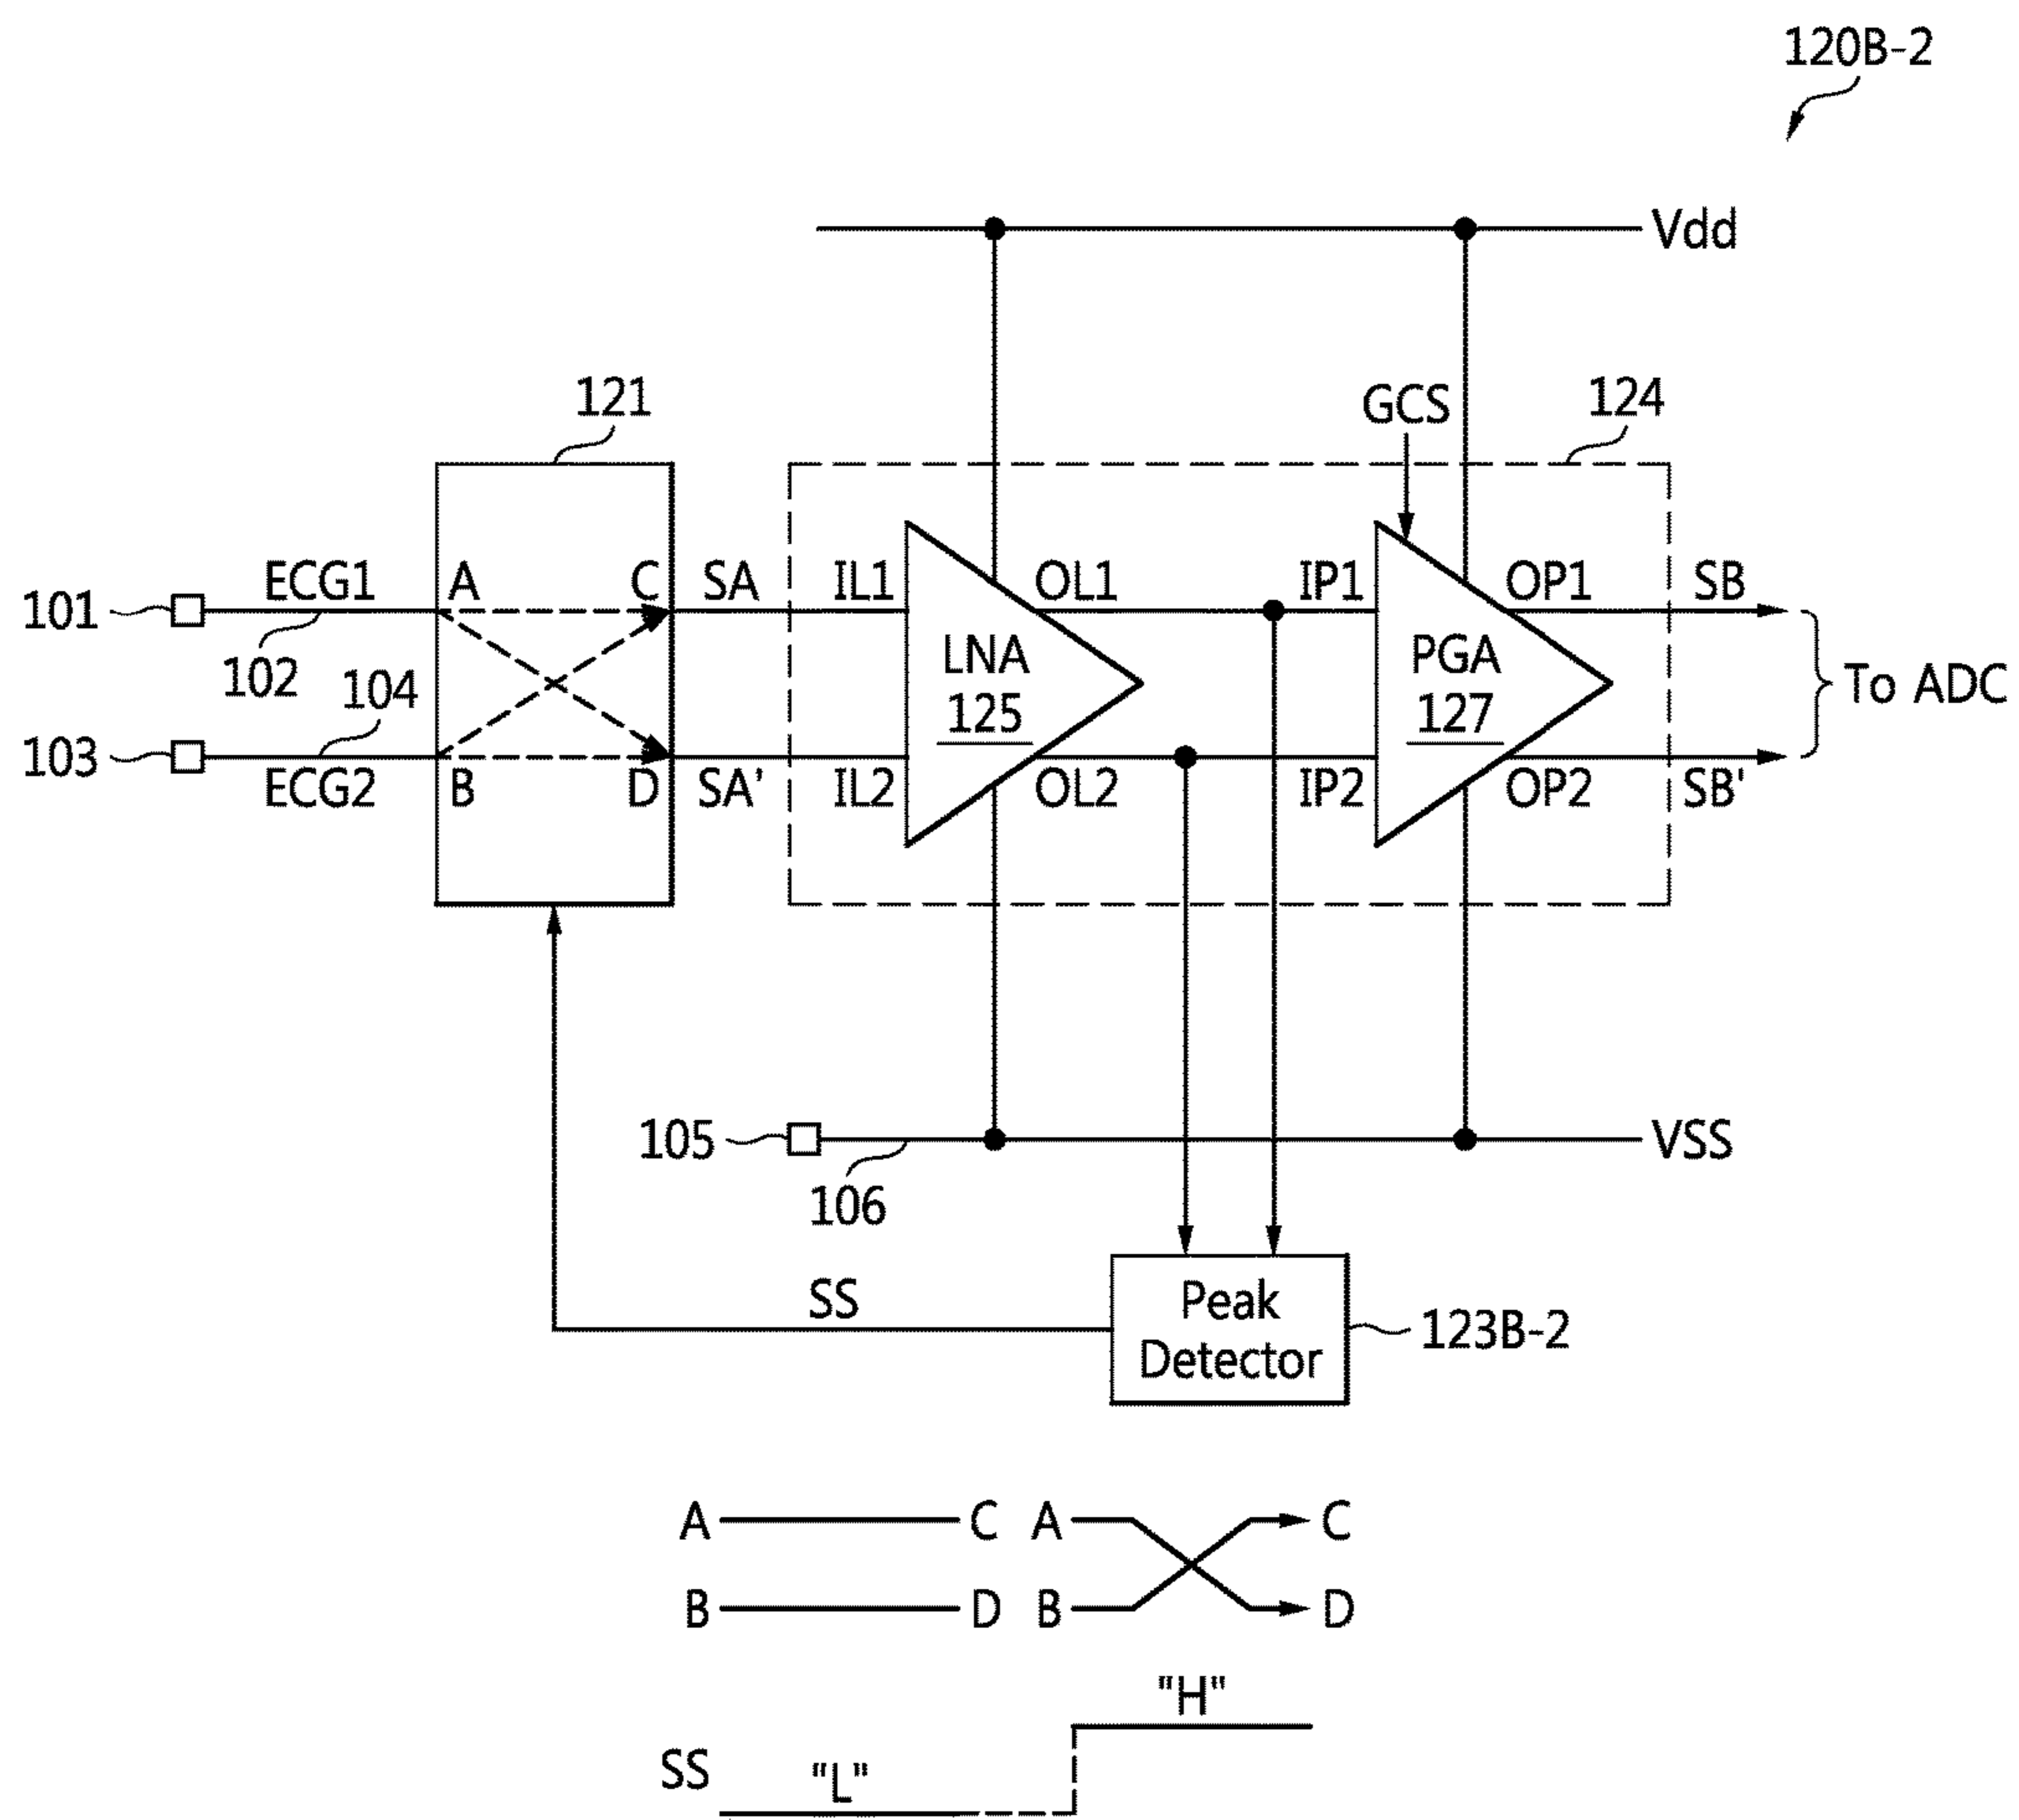 120B-2
Vdd
121
GCS
124
ECG1 A C SA IL1 OL1 IP1 OP1 SB
101
102
LNA
125
PGA
127
To ADC
104
103
ECG2 B D SA' IL2 OL2 IP2 OP2 SB'
105
VSS
106
SS
Peak
Detector
123B-2
A C A C
B D B D
"H"
SS "L"